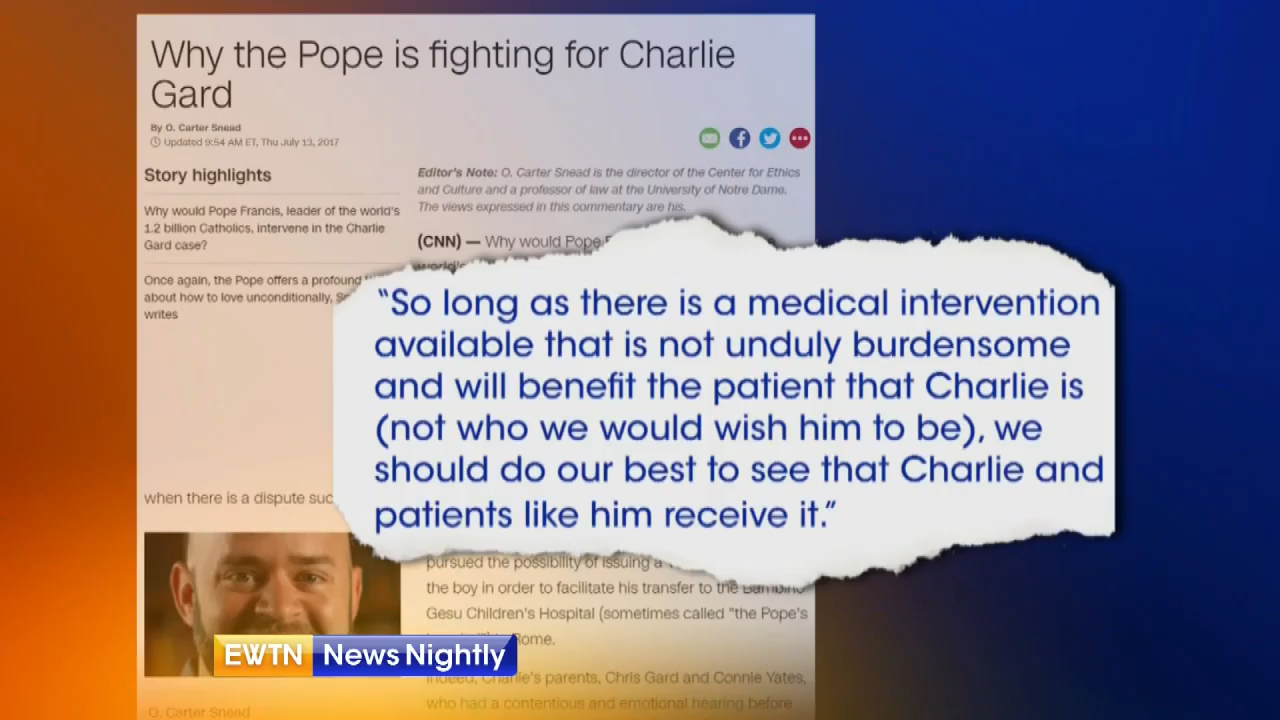 Why the Pope is fighting for Charlie
Gard
By O. Carter Snead
Updated 9:54 AM ET, Thu July 13, 2017
Story highlights
Why would Pope Francis, leader of the world's
1.2 billion Catholics, intervene in the Charlie
Gard case?
Once again, the Pope offers a profound
about how to love unconditionally,
writes
Editor's Note: O. Carter Snead is the director of the Center for Ethics
and Culture and a professor of law at the University of Notre Dame.
The views expressed in this commentary are his.
(CNN) — Why would Pope
"So long as there is a medical intervention
available that is not unduly burdensome
and will benefit the patient that Charlie is
(not who we would wish him to be), we
should do our best to see that Charlie and
patients like him receive it."
when there is a dispute
pursued the possibility of issuing a
the boy in order to facilitate his transfer to the Bambino
Gesu Children's Hospital (sometimes called "the Pope's
Rome.
Indeed, Charlie's parents, Chris Gard and Connie Yates,
who had a contentious and emotional hearing before
O. Carter Snead
EWTN News Nightly